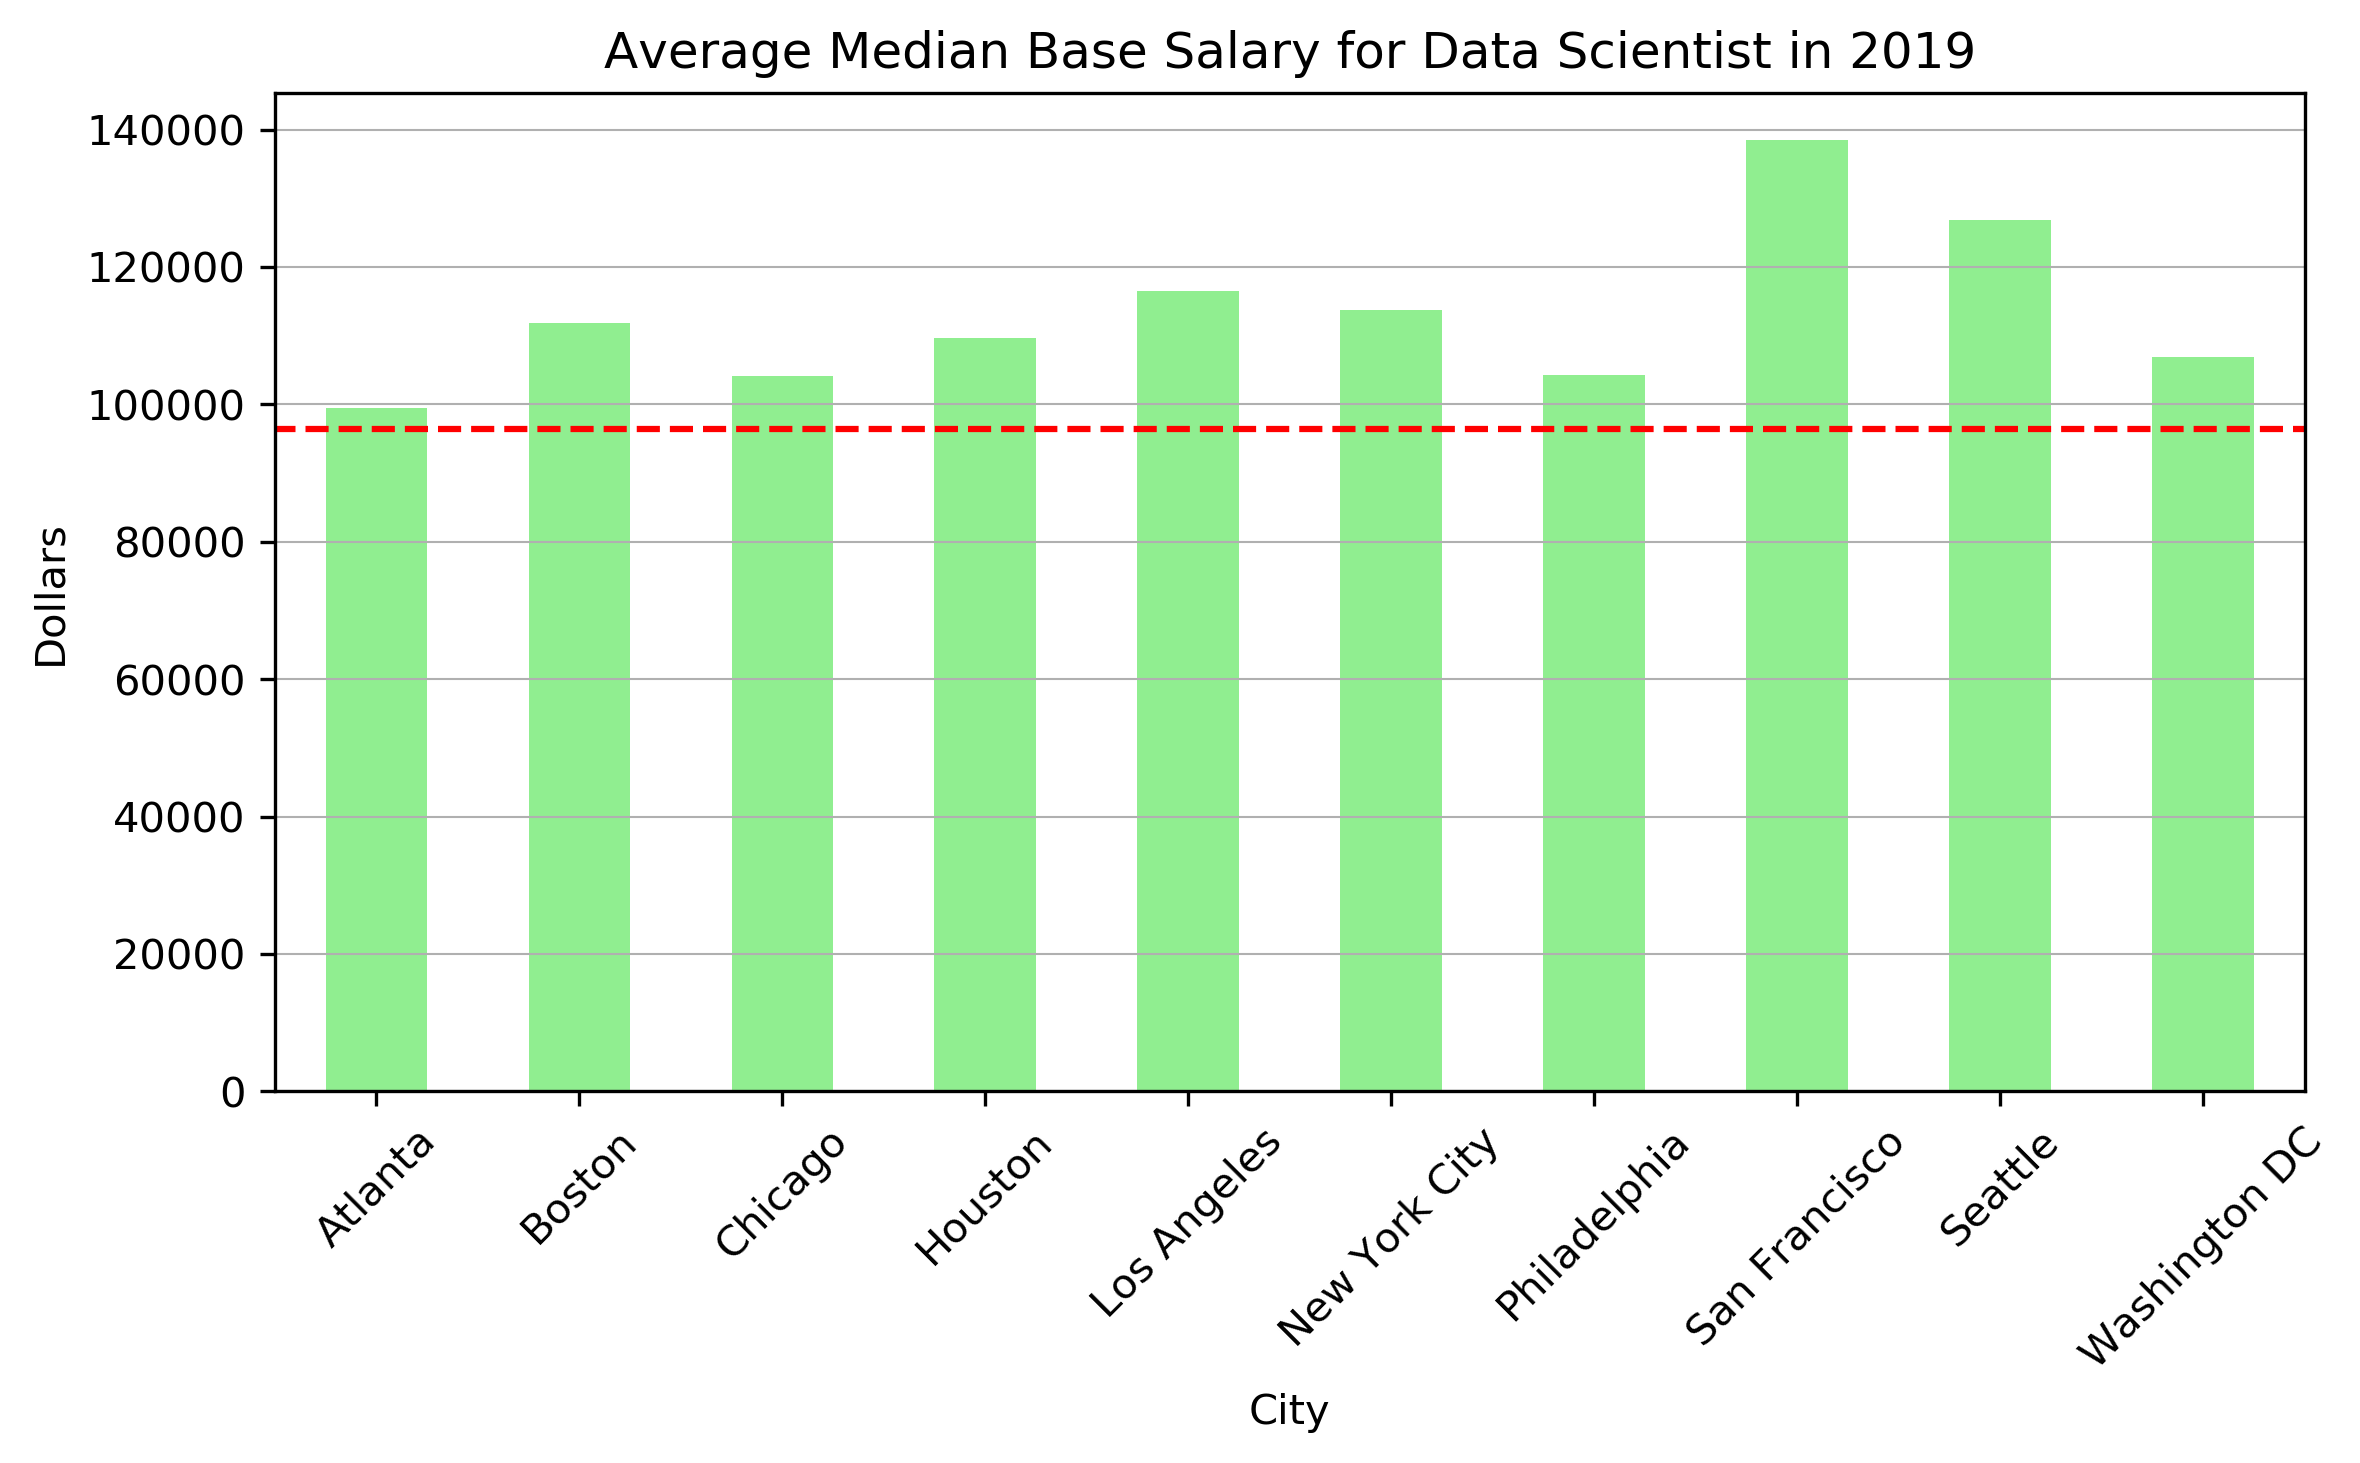 Average Median Base Salary for Data Scientist in 2019
140000
120000
100000
80000
60000
40000
20000
0
Dollars
Atlanta
Boston
Chicago
Houston
Los Angeles
New York City
Philadelphia
San Francisco
Seattle
Washington DC
City